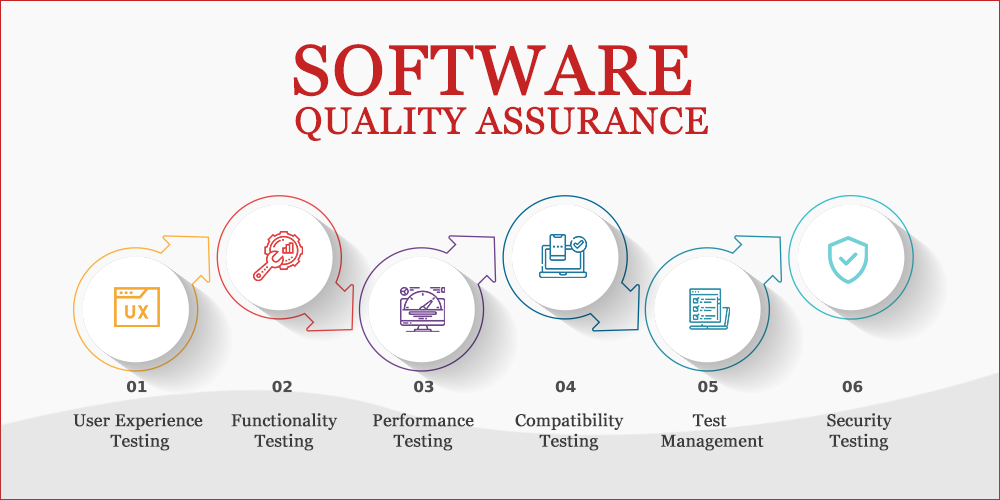 SOFTWARE
QUALITY ASSURANCE
UX
01
User Experience
Testing
02
Functionality
Testing
03
Performance
Testing
04
Compatibility
Testing
05
Test
Management
06
Security
Testing